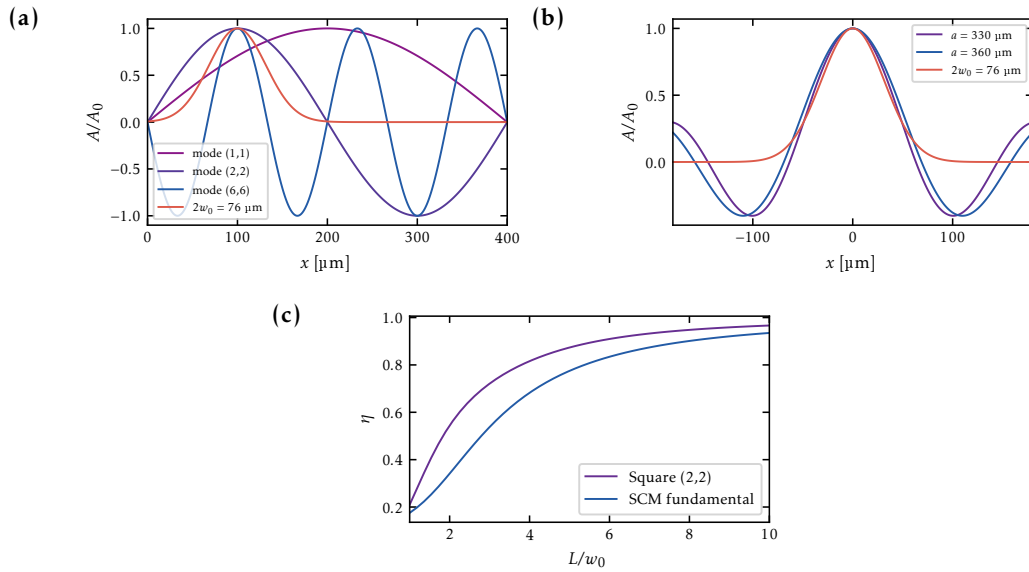 (a)
A/A₀
1.0
0.5
0.0
−0.5
−1.0
mode (1,1)
mode (2,2)
mode (6,6)
2w₀ = 76 µm
0
100
200
300
400
x [µm]
(b)
A/A₀
1.0
0.5
0.0
a = 330 µm
a = 360 µm
2w₀ = 76 µm
−100
0
100
x [µm]
(c)
η
1.0
0.8
0.6
0.4
0.2
Square (2,2)
SCM fundamental
2
4
6
8
10
L/w₀